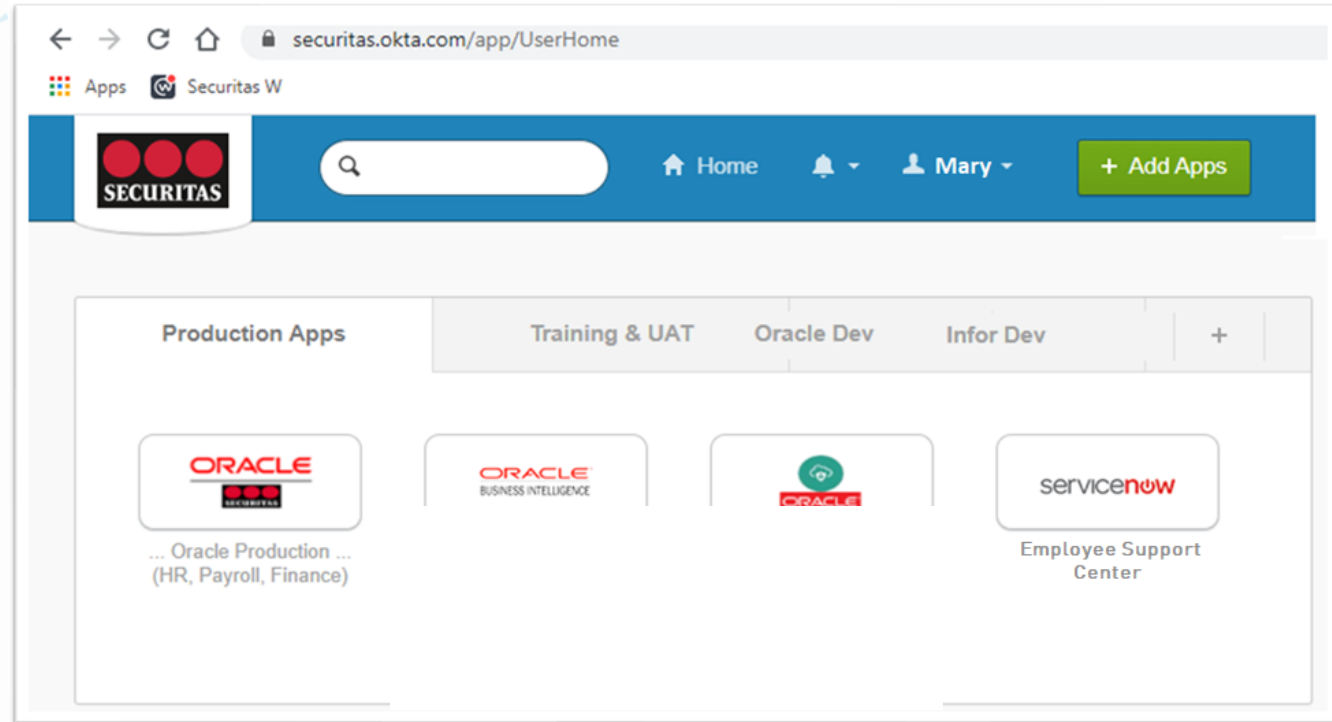 securitas.okta.com/app/UserHome
Apps Securitas W
SECURITAS
Home Mary + Add Apps
Production Apps Training & UAT Oracle Dev Infor Dev +
ORACLE
SECURITAS
ORACLE
BUSINESS INTELLIGENCE
ORACLE
servicenow
... Oracle Production ...
(HR, Payroll, Finance)
Employee Support
Center